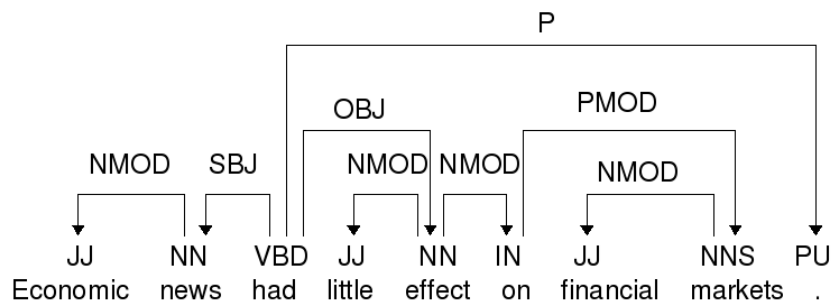 P
OBJ PMOD
NMOD SBJ NMOD NMOD NMOD
JJ NN VBD JJ NN IN JJ NNS PU
Economic news had little effect on financial markets .